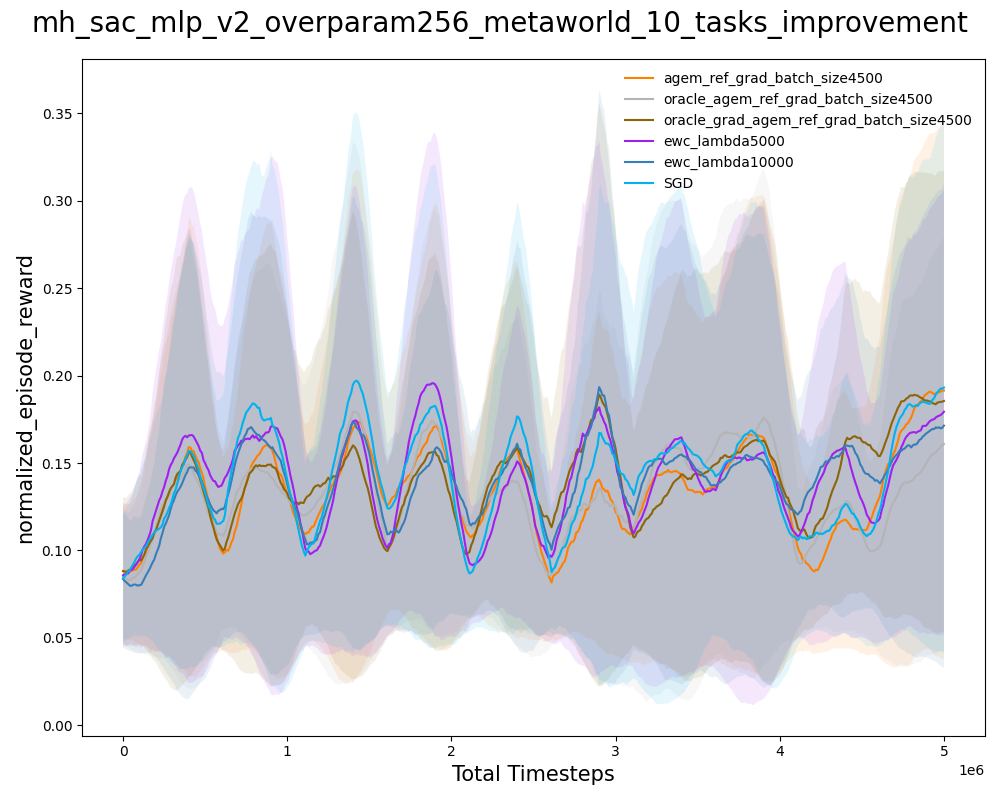 mh_sac_mlp_v2_overparam256_metaworld_10_tasks_improvement
agem_ref_grad_batch_size4500
oracle_agem_ref_grad_batch_size4500
oracle_grad_agem_ref_grad_batch_size4500
ewc_lambda5000
ewc_lambda10000
SGD
normalized_episode_reward
0.35
0.30
0.25
0.20
0.15
0.10
0.05
0.00
0 1 2 3 4 5
1e6
Total Timesteps